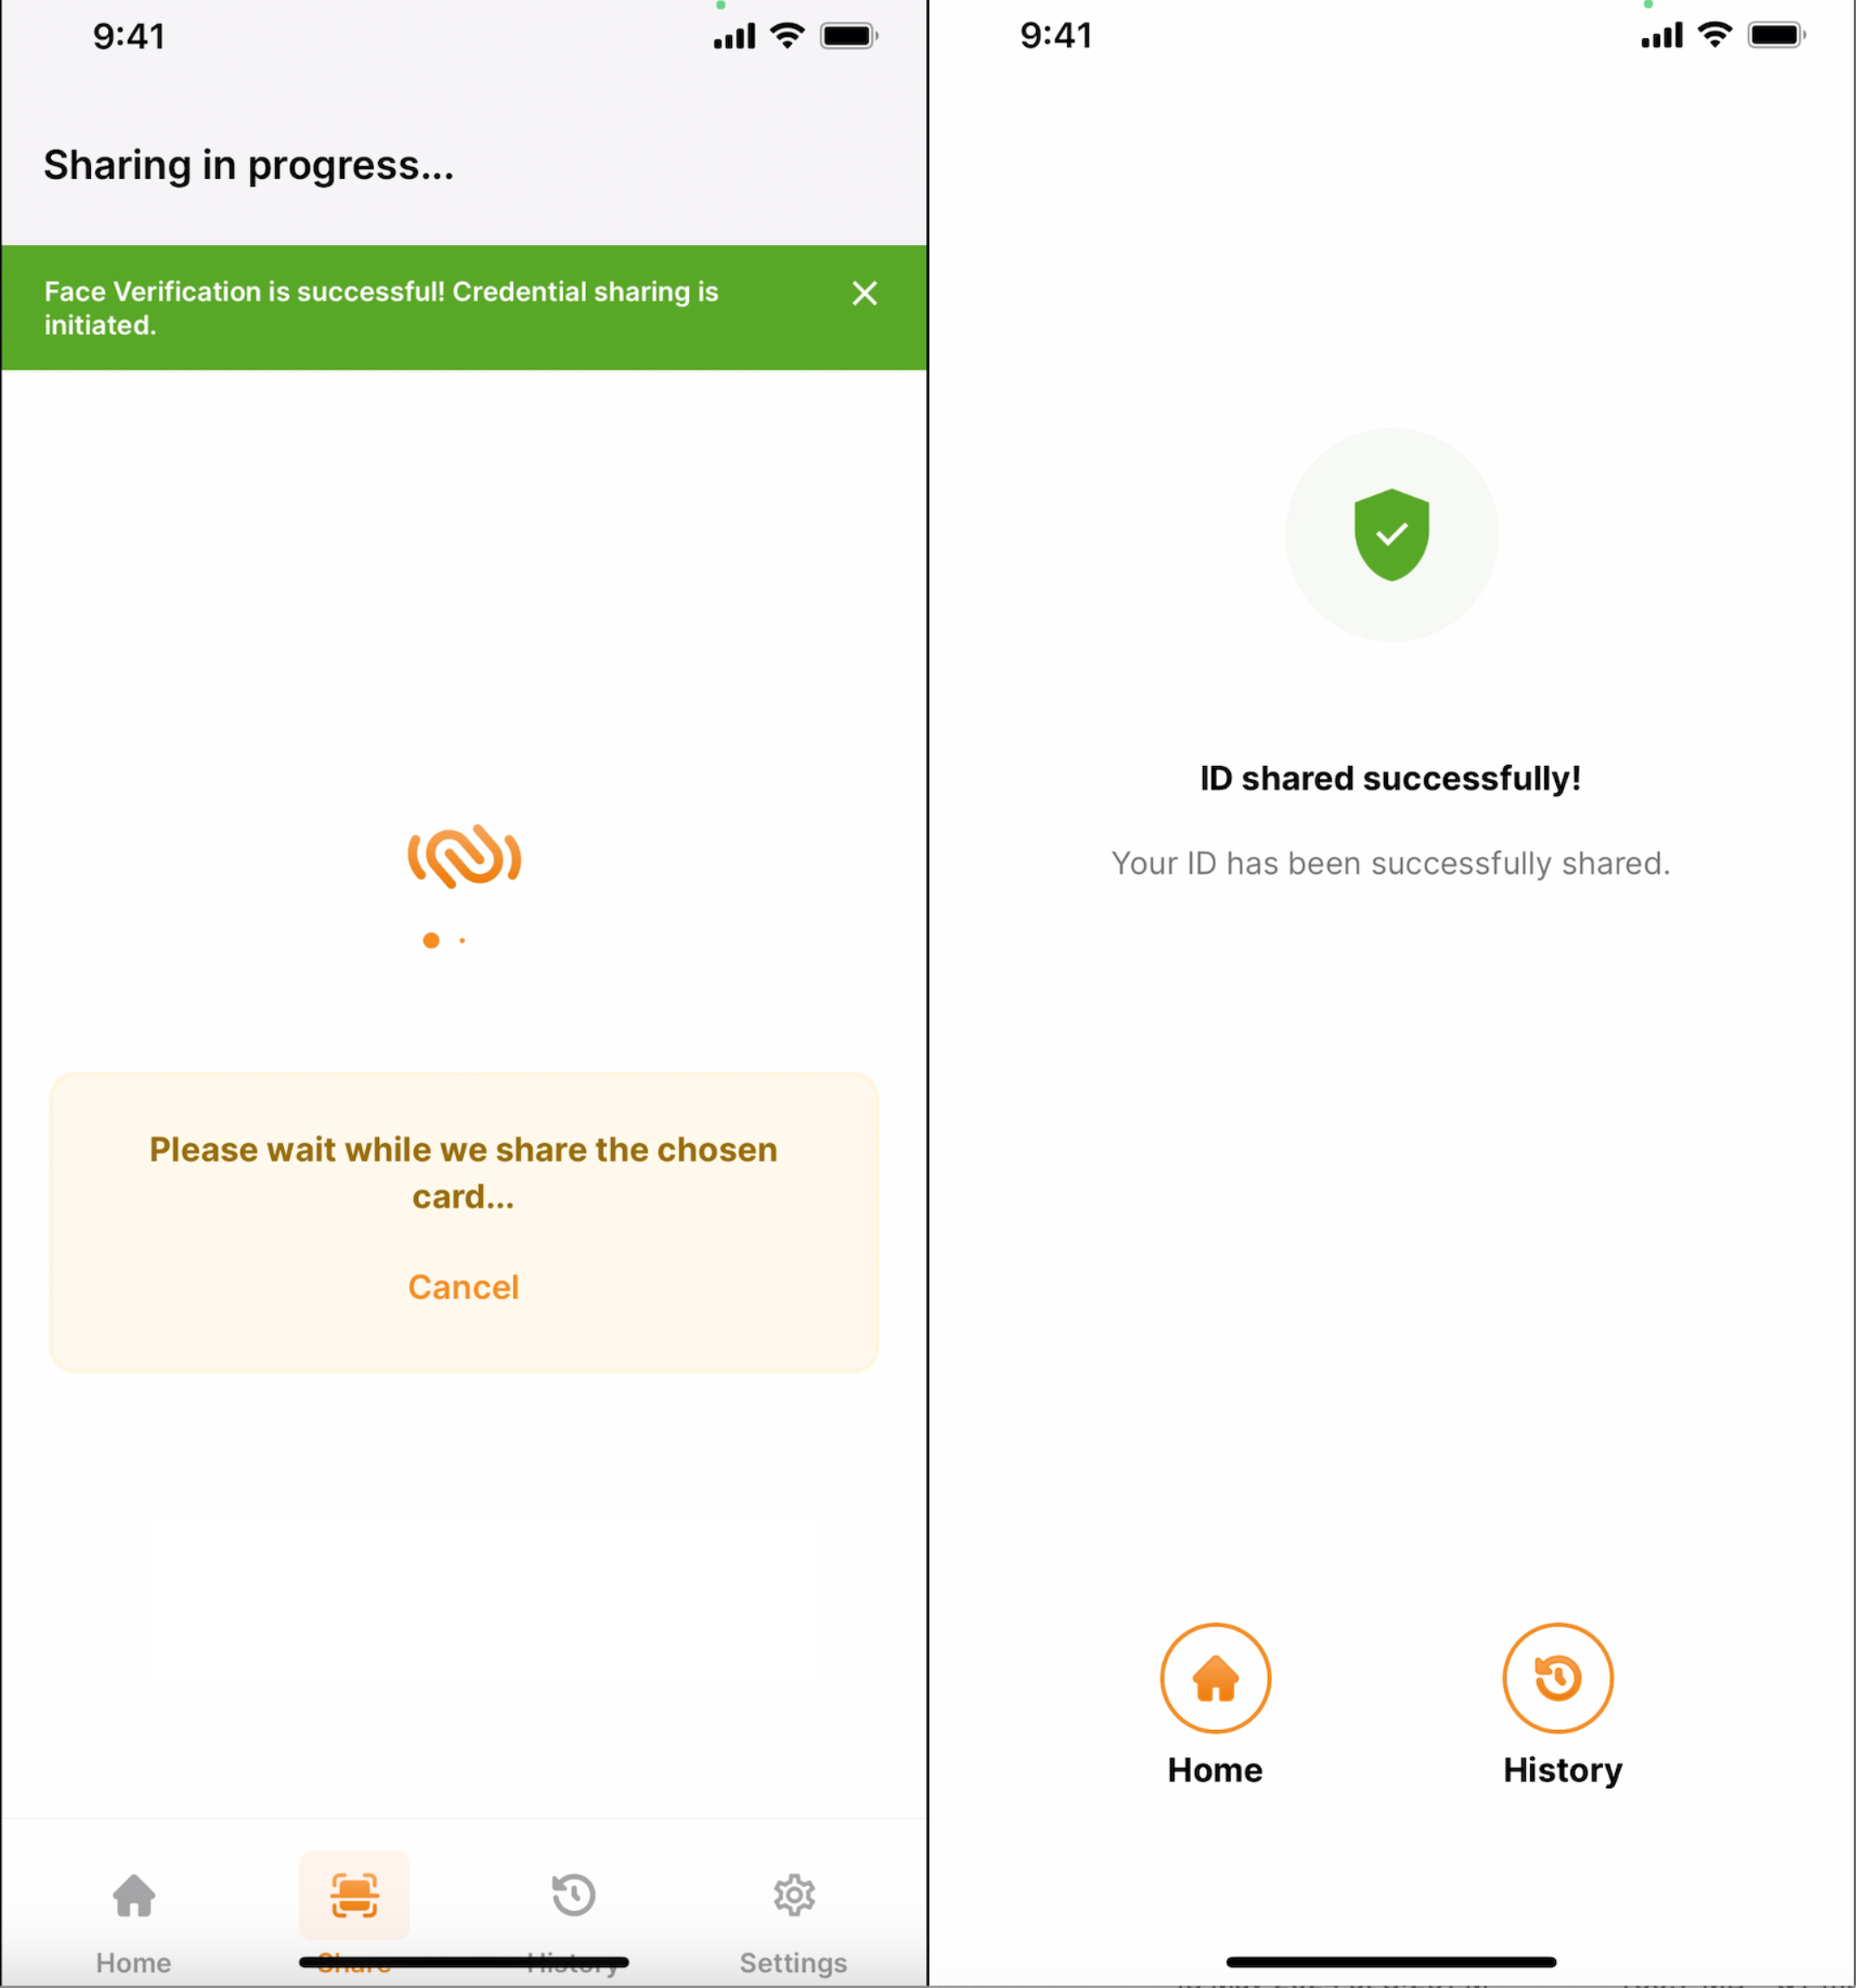 9:41
Sharing in progress...
Face Verification is successful! Credential sharing is
initiated.
Please wait while we share the chosen
card...
Cancel
Home
Share
History
Settings
9:41
ID shared successfully!
Your ID has been successfully shared.
Home
History